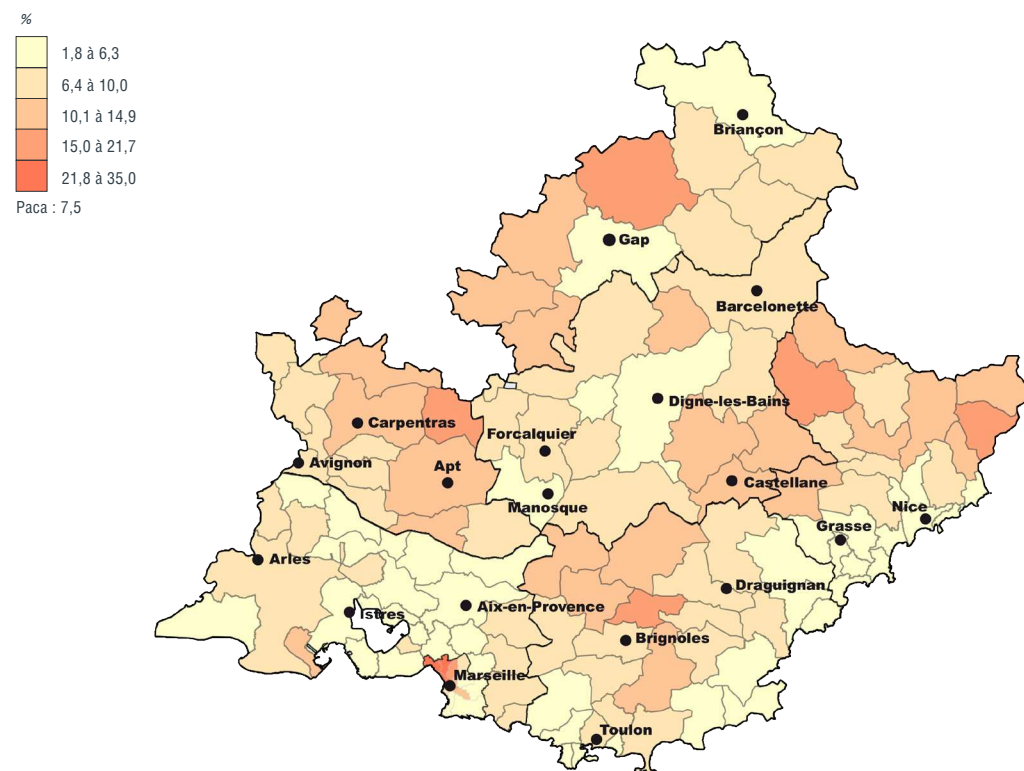 %
1,8 à 6,3
6,4 à 10,0
10,1 à 14,9
15,0 à 21,7
21,8 à 35,0
Paca : 7,5
Briançon
Gap
Barcelonette
Digne-les-Bains
Carpentras
Forcalquier
Avignon
Apt
Castellane
Manosque
Nice
Grasse
Arles
Draguignan
Istres
Aix-en-Provence
Brignoles
Marseille
Toulon